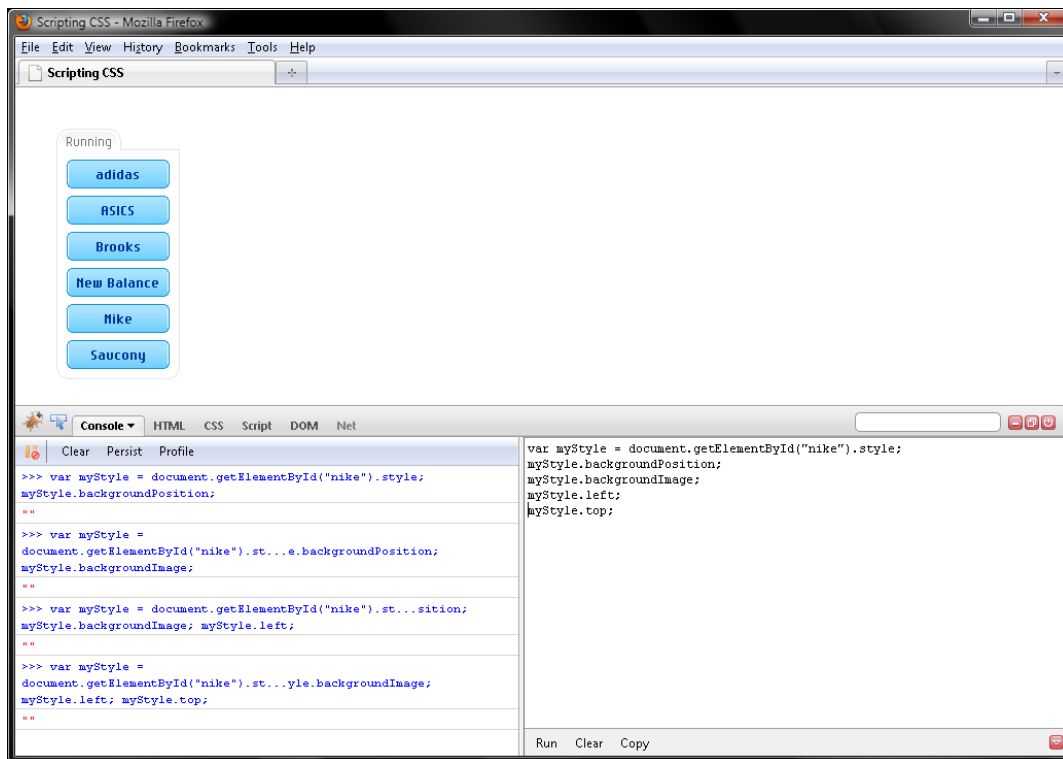 Scripting CSS - Mozilla Firefox
File Edit View History Bookmarks Tools Help
Scripting CSS
Running
adidas
ASICS
Brooks
New Balance
Nike
Saucony
Console HTML CSS Script DOM Net
Clear Persist Profile
>>> var myStyle = document.getElementById("nike").style;
myStyle.backgroundPosition;
""
>>> var myStyle =
document.getElementById("nike").st...e.backgroundPosition;
myStyle.backgroundImage;
""
>>> var myStyle = document.getElementById("nike").st...sition;
myStyle.backgroundImage; myStyle.left;
""
>>> var myStyle =
document.getElementById("nike").st...yle.backgroundImage;
myStyle.left; myStyle.top;
""
var myStyle = document.getElementById("nike").style;
myStyle.backgroundPosition;
myStyle.backgroundImage;
myStyle.left;
myStyle.top;
Run Clear Copy